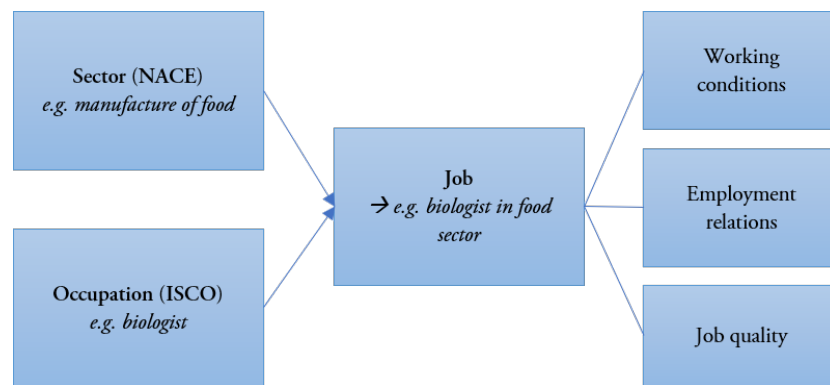 Sector (NACE)
e.g. manufacture of food
Occupation (ISCO)
e.g. biologist
Job
→ e.g. biologist in food
sector
Working
conditions
Employment
relations
Job quality